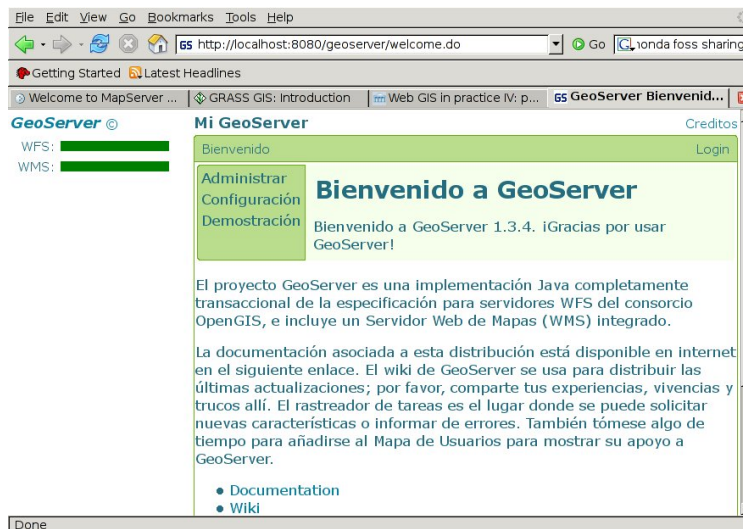 File Edit View Go Bookmarks Tools Help
GS http://localhost:8080/geoserver/welcome.do Go onda foss sharing
Getting Started Latest Headlines
Welcome to MapServer ... GRASS GIS: Introduction Web GIS in practice IV: p... GS GeoServer Bienvenid...
GeoServer © Mi GeoServer Creditos
WFS: Bienvenido Login
WMS:
Administrar
Configuración
Demostración
Bienvenido a GeoServer
Bienvenido a GeoServer 1.3.4. ¡Gracias por usar
GeoServer!
El proyecto GeoServer es una implementación Java completamente
transaccional de la especificación para servidores WFS del consorcio
OpenGIS, e incluye un Servidor Web de Mapas (WMS) integrado.
La documentación asociada a esta distribución está disponible en internet
en el siguiente enlace. El wiki de GeoServer se usa para distribuir las
últimas actualizaciones; por favor, comparte tus experiencias, vivencias y
trucos allí. El rastreador de tareas es el lugar donde se puede solicitar
nuevas características o informar de errores. También tómese algo de
tiempo para añadirse al Mapa de Usuarios para mostrar su apoyo a
GeoServer.
• Documentation
• Wiki
Done